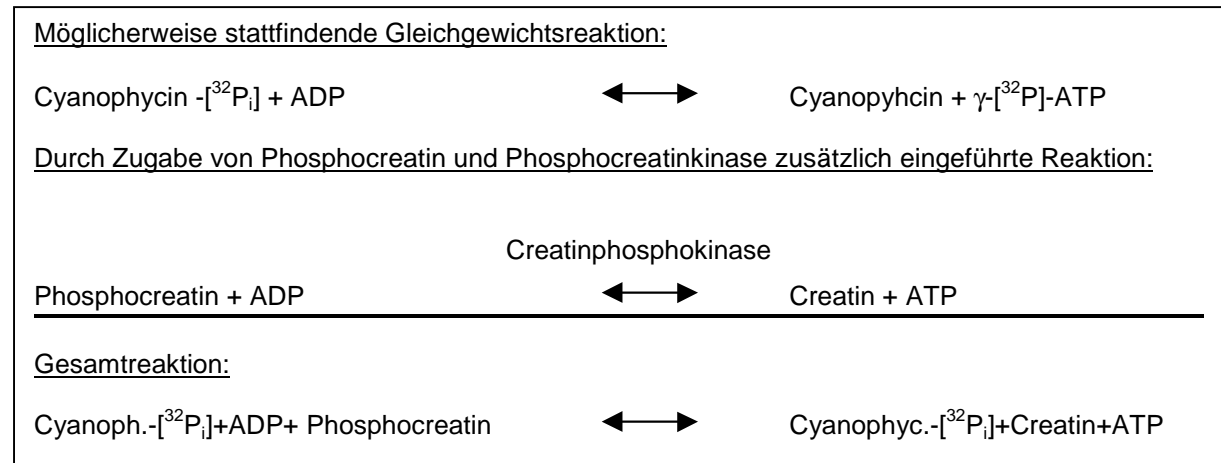 Möglicherweise stattfindende Gleichgewichtsreaktion:
Cyanophycin -[³²Pᵢ] + ADP ◄──► Cyanopyhcin + γ-[³²P]-ATP
Durch Zugabe von Phosphocreatin und Phosphocreatinkinase zusätzlich eingeführte Reaktion:
Creatinphosphokinase
Phosphocreatin + ADP ◄──► Creatin + ATP
Gesamtreaktion:
Cyanoph.-[³²Pᵢ]+ADP+ Phosphocreatin ◄──► Cyanophyc.-[³²Pᵢ]+Creatin+ATP